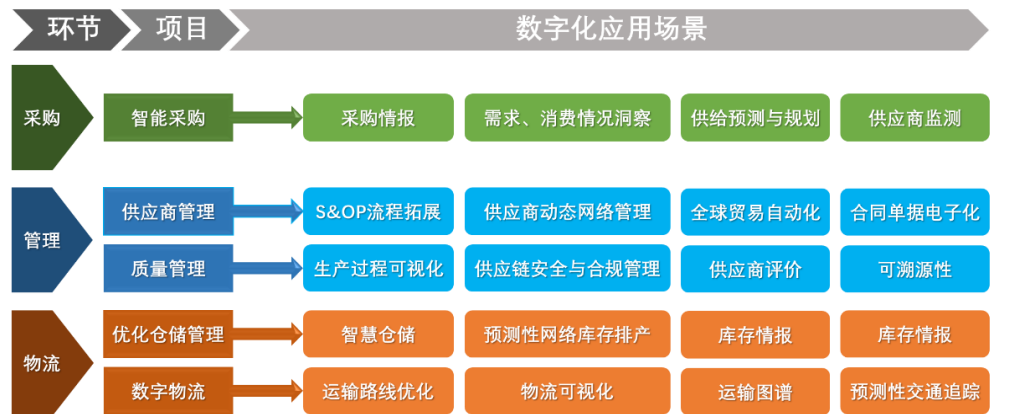 环节 项目 数字化应用场景
采购 智能采购 采购情报 需求、消费情况洞察 供给预测与规划 供应商监测
管理
供应商管理 S&OP流程拓展 供应商动态网络管理 全球贸易自动化 合同单据电子化
质量管理 生产过程可视化 供应链安全与合规管理 供应商评价 可溯源性
物流
优化仓储管理 智慧仓储 预测性网络库存排产 库存情报 库存情报
数字物流 运输路线优化 物流可视化 运输图谱 预测性交通追踪